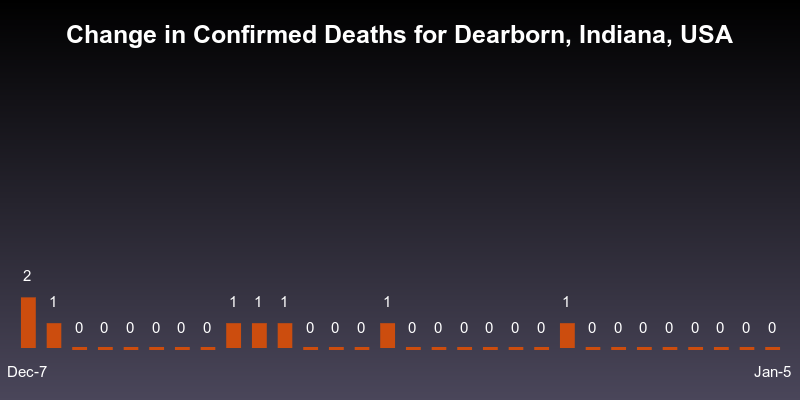 Change in Confirmed Deaths for Dearborn, Indiana, USA
2 1 0 0 0 0 0 0 1 1 1 0 0 0 1 0 0 0 0 0 0 1 0 0 0 0 0 0 0 0
Dec-7 Jan-5